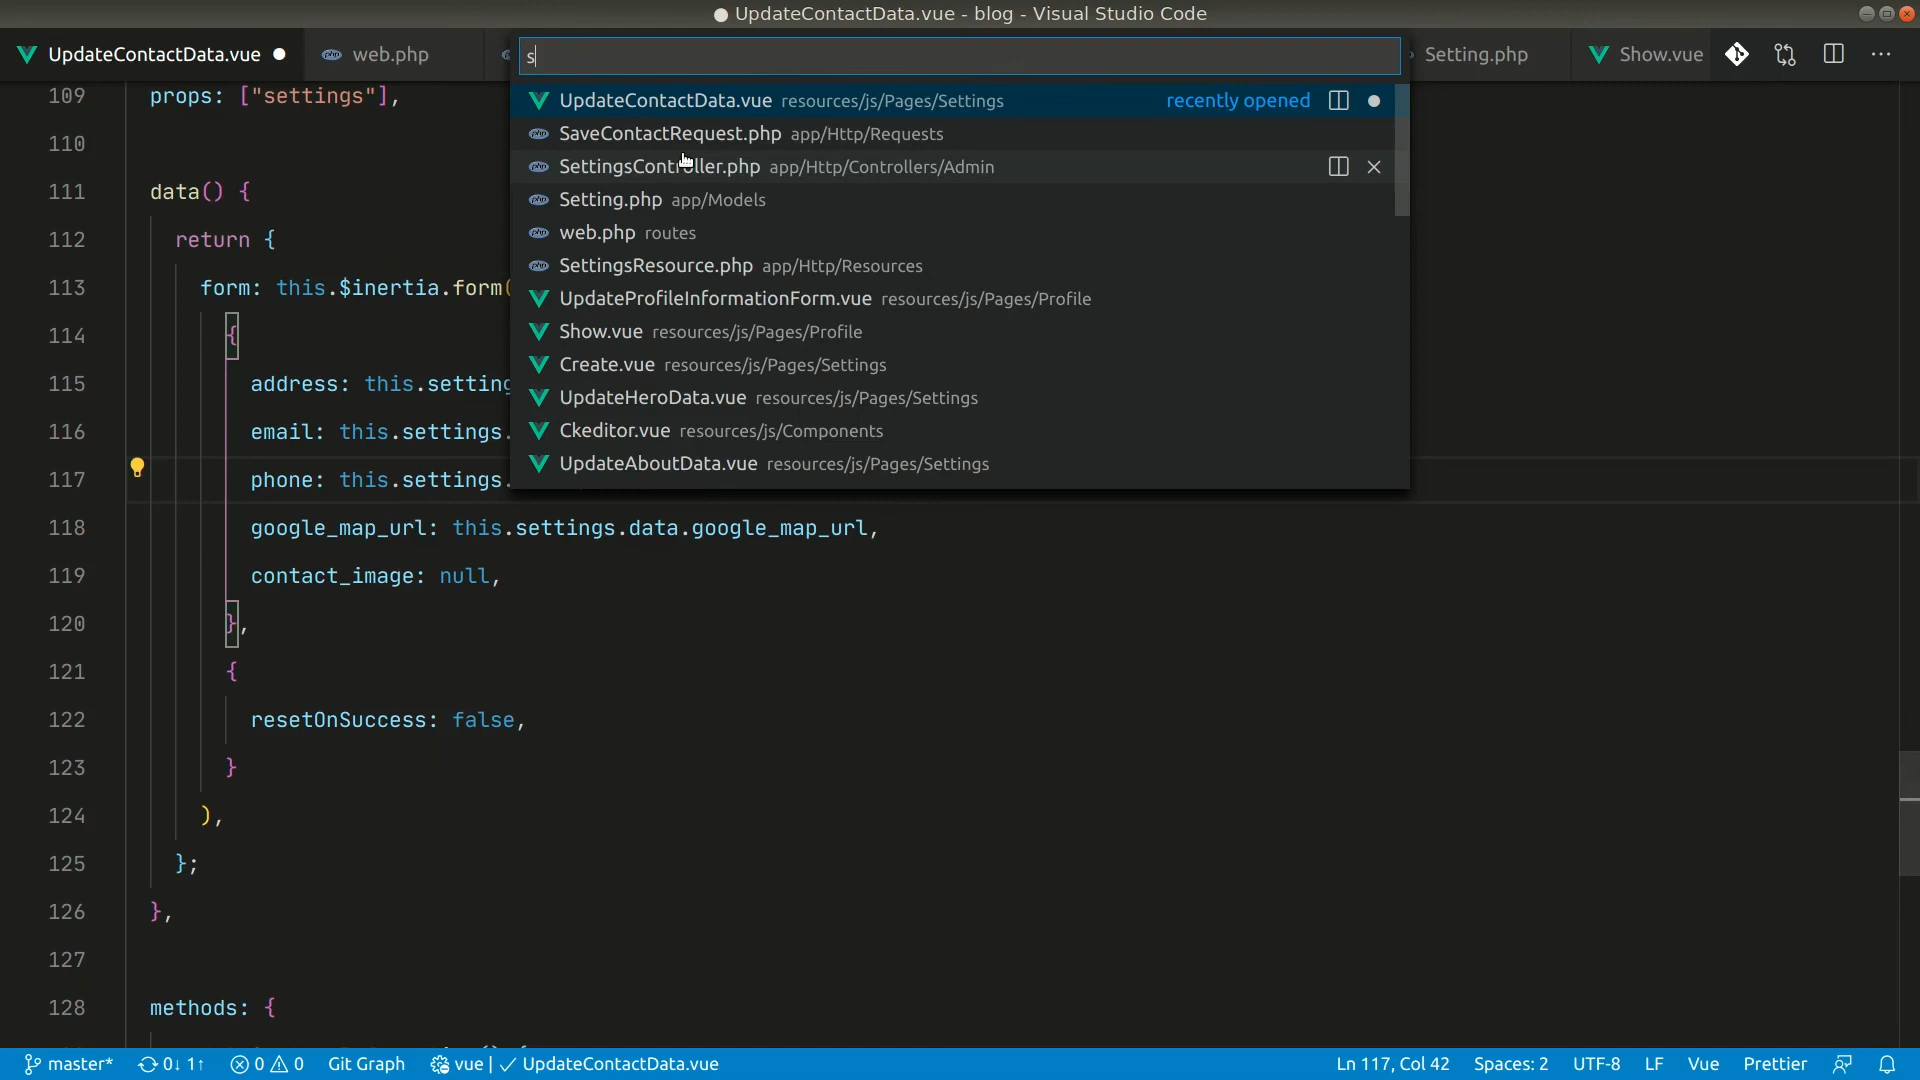 UpdateContactData.vue - blog - Visual Studio Code
UpdateContactData.vue
web.php
Setting.php
Show.vue
s
UpdateContactData.vue resources/js/Pages/Settings recently opened
SaveContactRequest.php app/Http/Requests
SettingsController.php app/Http/Controllers/Admin
Setting.php app/Models
web.php routes
SettingsResource.php app/Http/Resources
UpdateProfileInformationForm.vue resources/js/Pages/Profile
Show.vue resources/js/Pages/Profile
Create.vue resources/js/Pages/Settings
UpdateHeroData.vue resources/js/Pages/Settings
Ckeditor.vue resources/js/Components
UpdateAboutData.vue resources/js/Pages/Settings
109 props: ["settings"],
110
111 data() {
112 return {
113 form: this.$inertia.form(
114 {
115 address: this.setting
116 email: this.settings.
117 phone: this.settings.
118 google_map_url: this.settings.data.google_map_url,
119 contact_image: null,
120 },
121 {
122 resetOnSuccess: false,
123 }
124 ),
125 };
126 },
127
128 methods: {
master* 0↓ 1↑ 0 0 Git Graph vue | ✓ UpdateContactData.vue Ln 117, Col 42 Spaces: 2 UTF-8 LF Vue Prettier